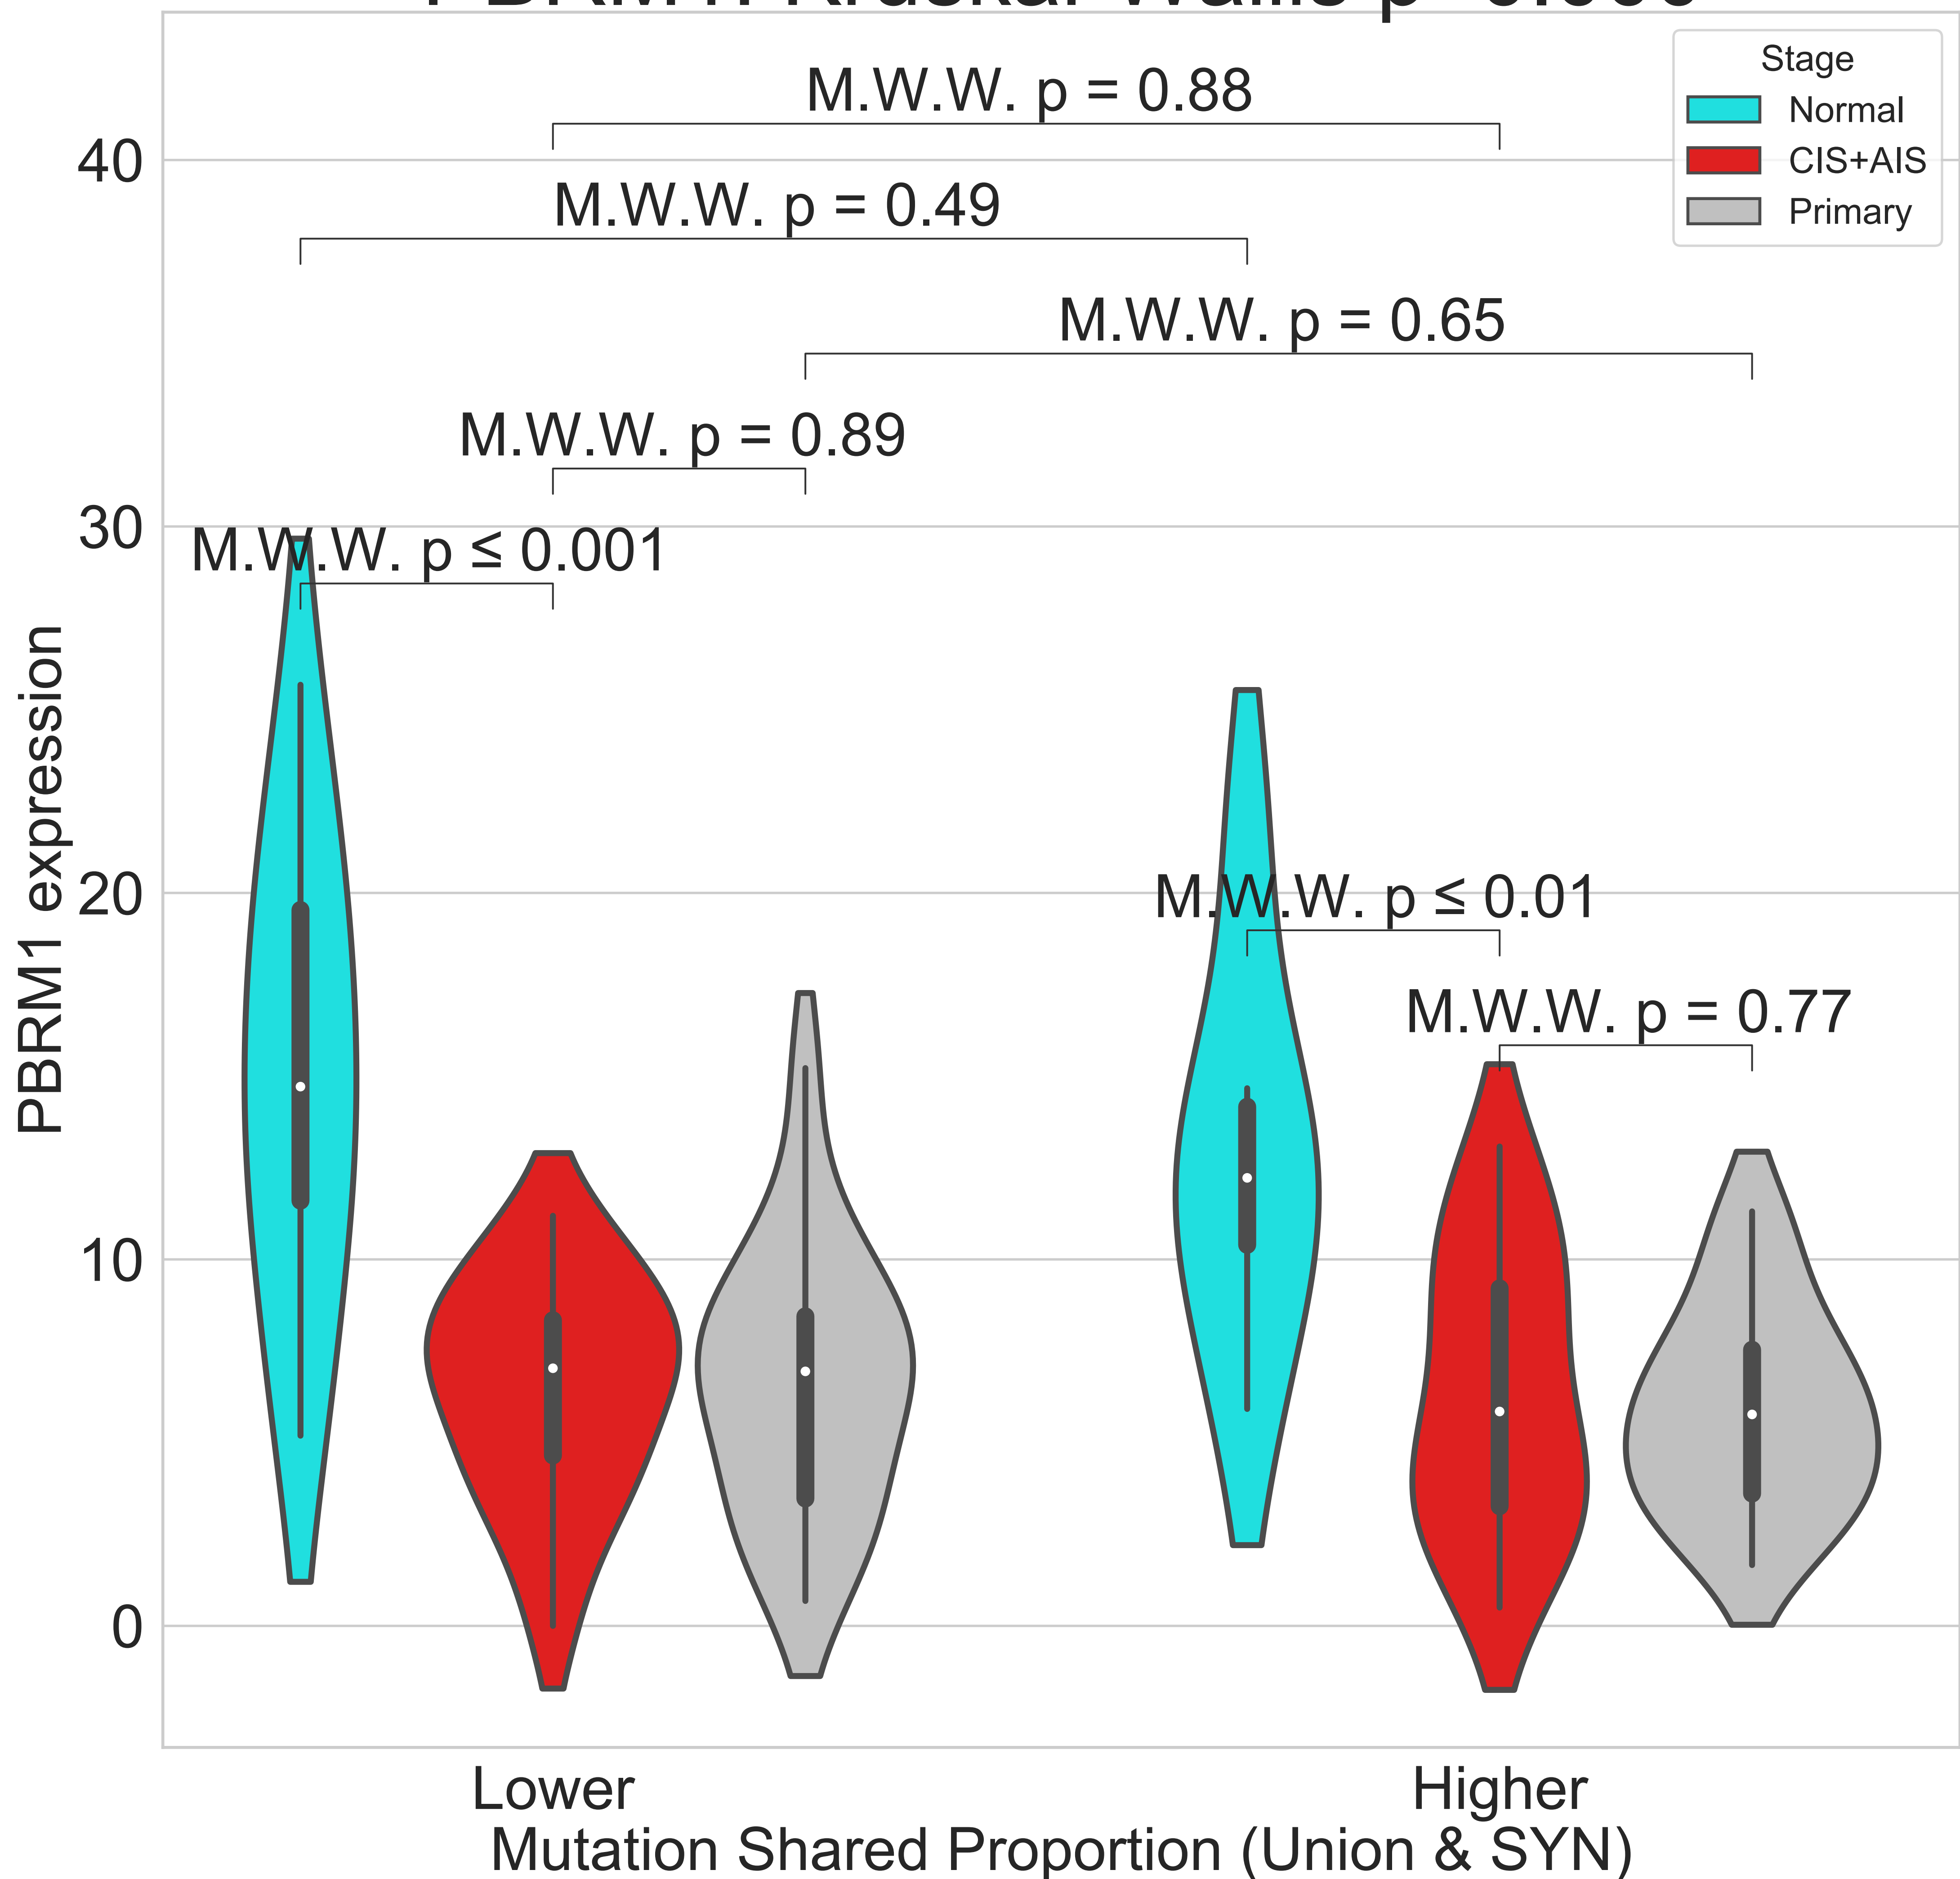 Stage
Normal
CIS+AIS
Primary
M.W.W. p = 0.88
M.W.W. p = 0.49
M.W.W. p = 0.65
M.W.W. p = 0.89
M.W.W. p ≤ 0.001
M.W.W. p ≤ 0.01
M.W.W. p = 0.77
PBRM1 expression
40
30
20
10
0
Lower
Higher
Mutation Shared Proportion (Union & SYN)